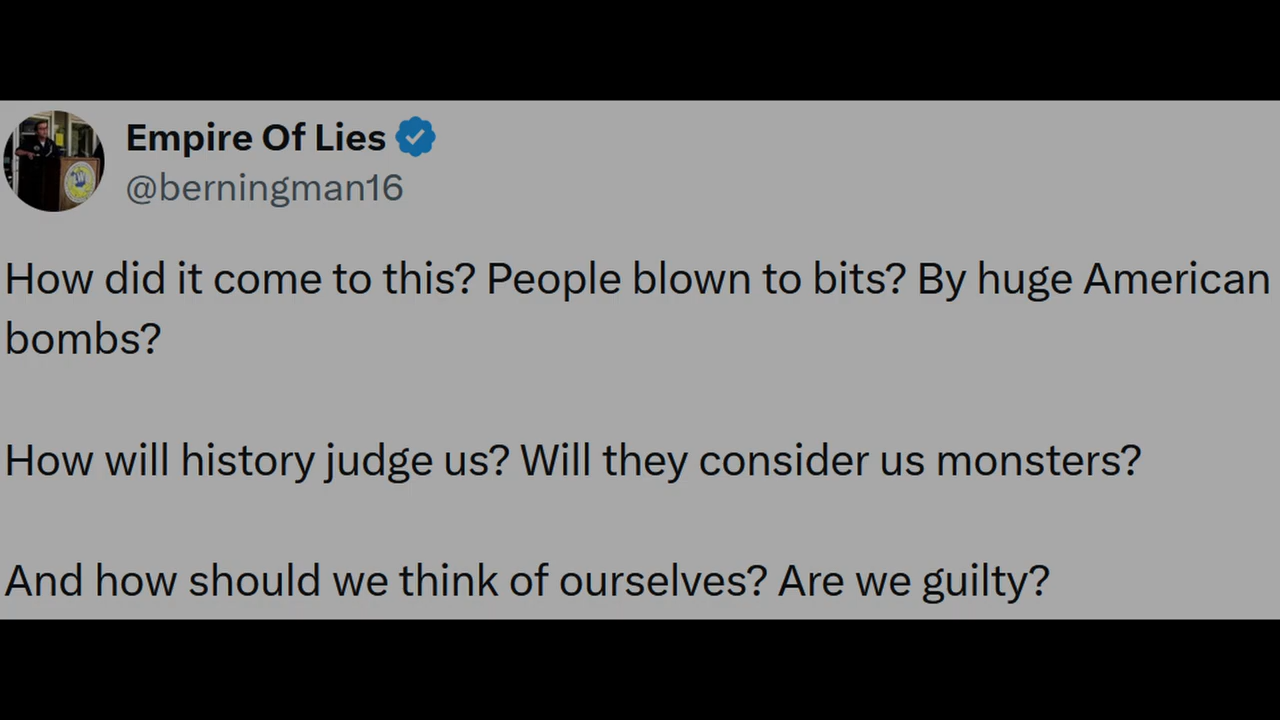 Empire Of Lies
@berningman16
How did it come to this? People blown to bits? By huge American
bombs?
How will history judge us? Will they consider us monsters?
And how should we think of ourselves? Are we guilty?